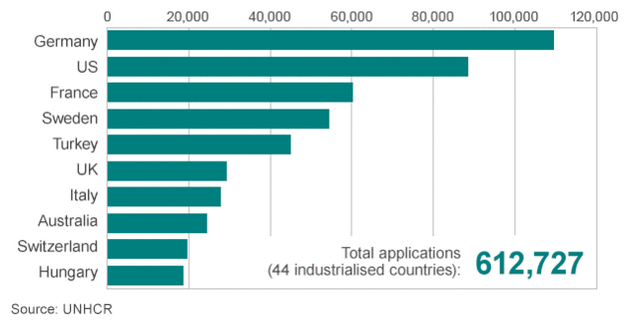 0 20,000 40,000 60,000 80,000 100,000 120,000
Germany
US
France
Sweden
Turkey
UK
Italy
Australia
Switzerland
Hungary
Total applications
(44 industrialised countries): 612,727
Source: UNHCR